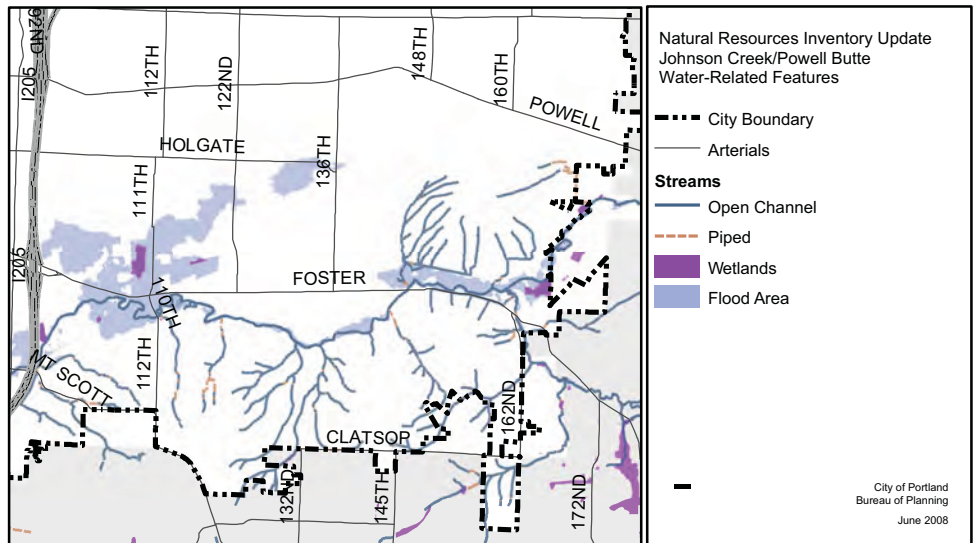 92ND
I205
112TH
122ND
148TH
160TH
POWELL
HOLGATE
136TH
111TH
I205
FOSTER
110TH
112TH
MT SCOTT
CLATSOP
162ND
132ND
145TH
172ND
Natural Resources Inventory Update
Johnson Creek/Powell Butte
Water-Related Features
City Boundary
Arterials
Streams
Open Channel
Piped
Wetlands
Flood Area
City of Portland
Bureau of Planning
June 2008